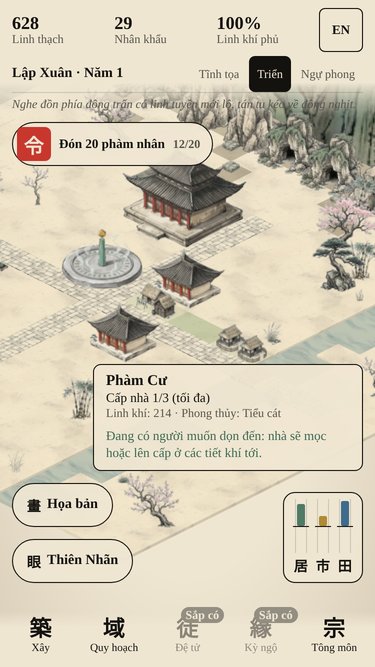 628
Linh thạch
29
Nhân khẩu
100%
Linh khí phủ
EN
Lập Xuân · Năm 1
Tĩnh tọa
Triển
Ngự phong
Nghe đồn phía đông trấn có linh tuyền mới lộ, tán tu kéo về đông nghịt.
令 Đón 20 phàm nhân 12/20
Phàm Cư
Cấp nhà 1/3 (tối đa)
Linh khí: 214 · Phong thủy: Tiểu cát
Đang có người muốn dọn đến: nhà sẽ mọc
hoặc lên cấp ở các tiết khí tới.
畫 Họa bản
眼 Thiên Nhãn
居 市 田
築
Xây
域
Quy hoạch
Sắp có
徒
Đệ tử
Sắp có
緣
Kỳ ngộ
宗
Tông môn